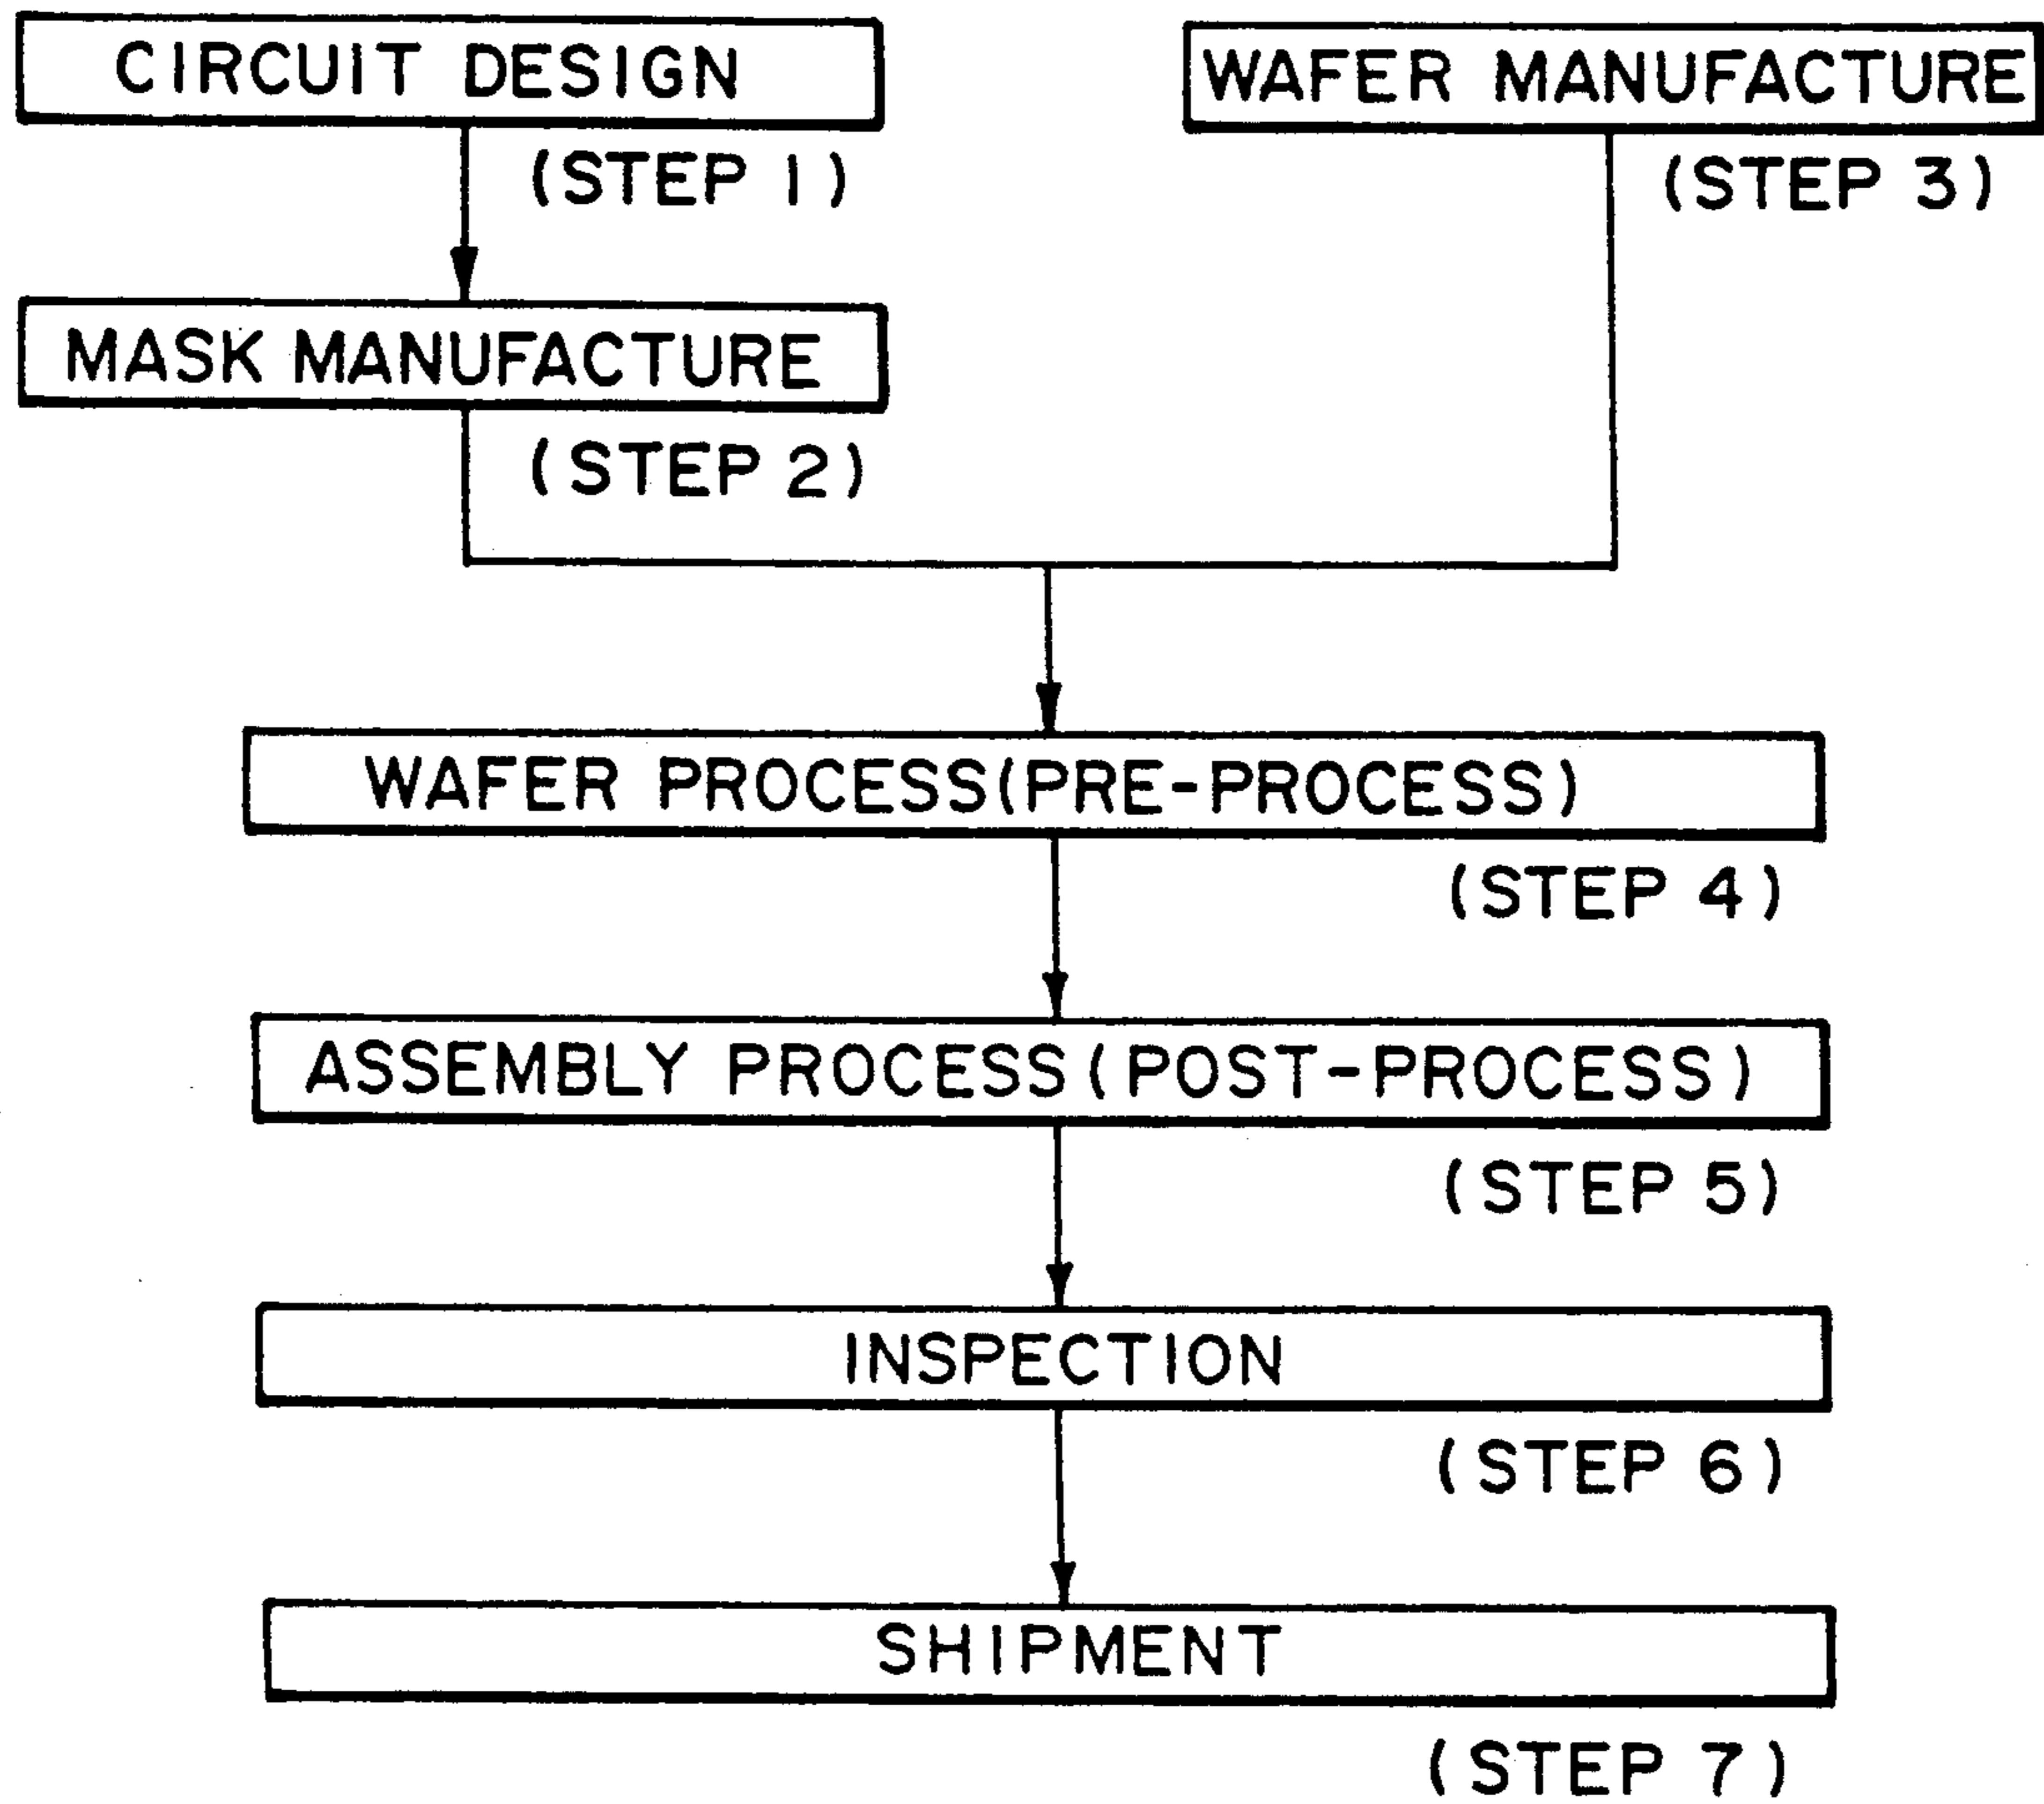 CIRCUIT DESIGN
(STEP 1)
MASK MANUFACTURE
(STEP 2)
WAFER MANUFACTURE
(STEP 3)
WAFER PROCESS(PRE-PROCESS)
(STEP 4)
ASSEMBLY PROCESS(POST-PROCESS)
(STEP 5)
INSPECTION
(STEP 6)
SHIPMENT
(STEP 7)